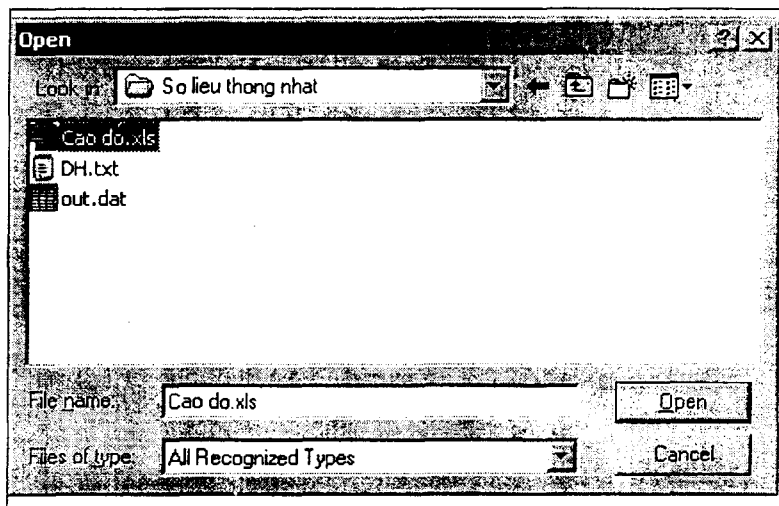 Open
Look in: So lieu thong nhat
Cao do.xls
DH.txt
out.dat
File name: Cao do.xls Open
Files of type: All Recognized Types Cancel